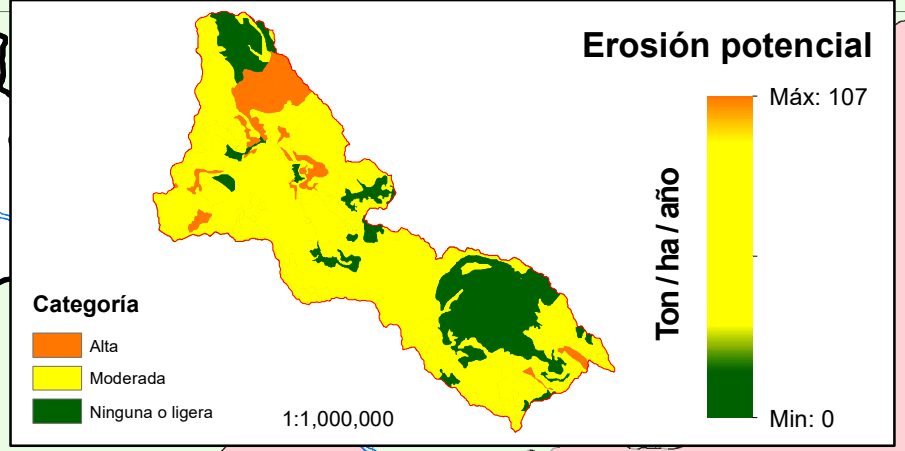 Erosión potencial
Máx: 107
Ton / ha / año
Min: 0
Categoría
Alta
Moderada
Ninguna o ligera
1:1,000,000